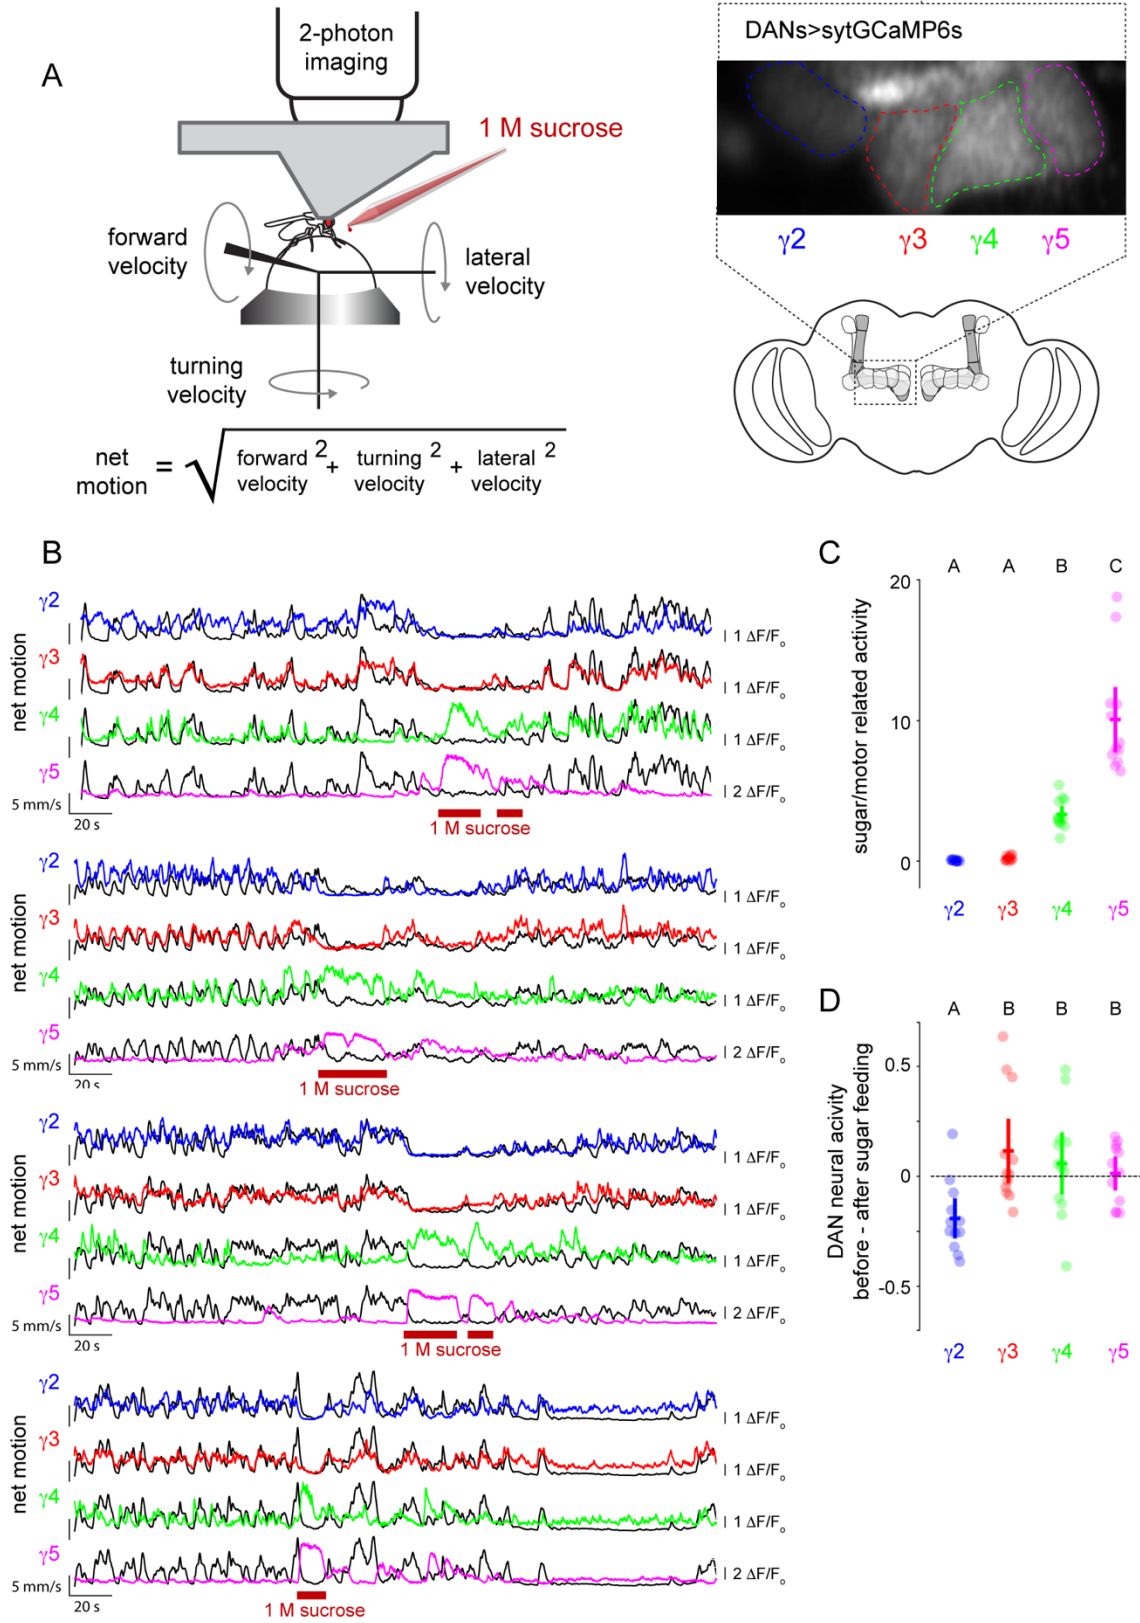 A
2-photon
imaging
1 M sucrose
forward
velocity
lateral
velocity
turning
velocity
net
motion = √ forward velocity ² + turning velocity ² + lateral velocity ²
DANs>sytGCaMP6s
γ2 γ3 γ4 γ5
B
net motion
γ2
1 ΔF/Fo
γ3
1 ΔF/Fo
γ4
1 ΔF/Fo
γ5
2 ΔF/Fo
5 mm/s
20 s
1 M sucrose
net motion
γ2
1 ΔF/Fo
γ3
1 ΔF/Fo
γ4
1 ΔF/Fo
γ5
2 ΔF/Fo
5 mm/s
20 s
1 M sucrose
net motion
γ2
1 ΔF/Fo
γ3
1 ΔF/Fo
γ4
1 ΔF/Fo
γ5
2 ΔF/Fo
5 mm/s
20 s
1 M sucrose
net motion
γ2
1 ΔF/Fo
γ3
1 ΔF/Fo
γ4
1 ΔF/Fo
γ5
2 ΔF/Fo
5 mm/s
20 s
1 M sucrose
C
A A B C
sugar/motor related activity
20
10
0
γ2 γ3 γ4 γ5
D
A B B B
DAN neural acivity
before - after sugar feeding
0.5
0
-0.5
γ2 γ3 γ4 γ5